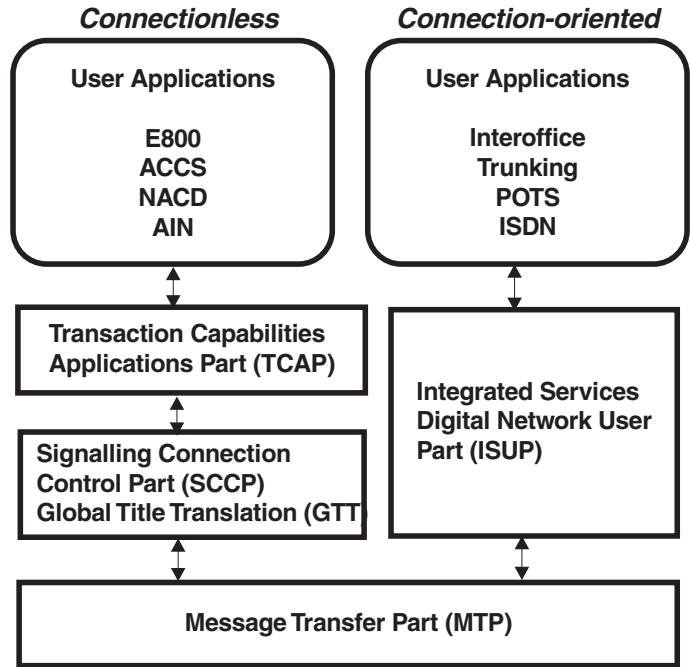 Connectionless
User Applications
E800
ACCS
NACD
AIN
Transaction Capabilities
Applications Part (TCAP)
Signalling Connection
Control Part (SCCP)
Global Title Translation (GTT)
Connection-oriented
User Applications
Interoffice
Trunking
POTS
ISDN
Integrated Services
Digital Network User
Part (ISUP)
Message Transfer Part (MTP)